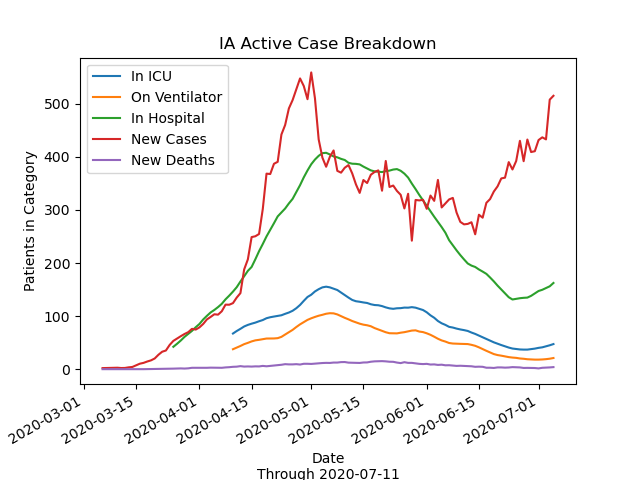 IA Active Case Breakdown
In ICU
On Ventilator
In Hospital
New Cases
New Deaths
Patients in Category
500
400
300
200
100
0
2020-03-01
2020-03-15
2020-04-01
2020-04-15
2020-05-01
2020-05-15
2020-06-01
2020-06-15
2020-07-01
Date
Through 2020-07-11